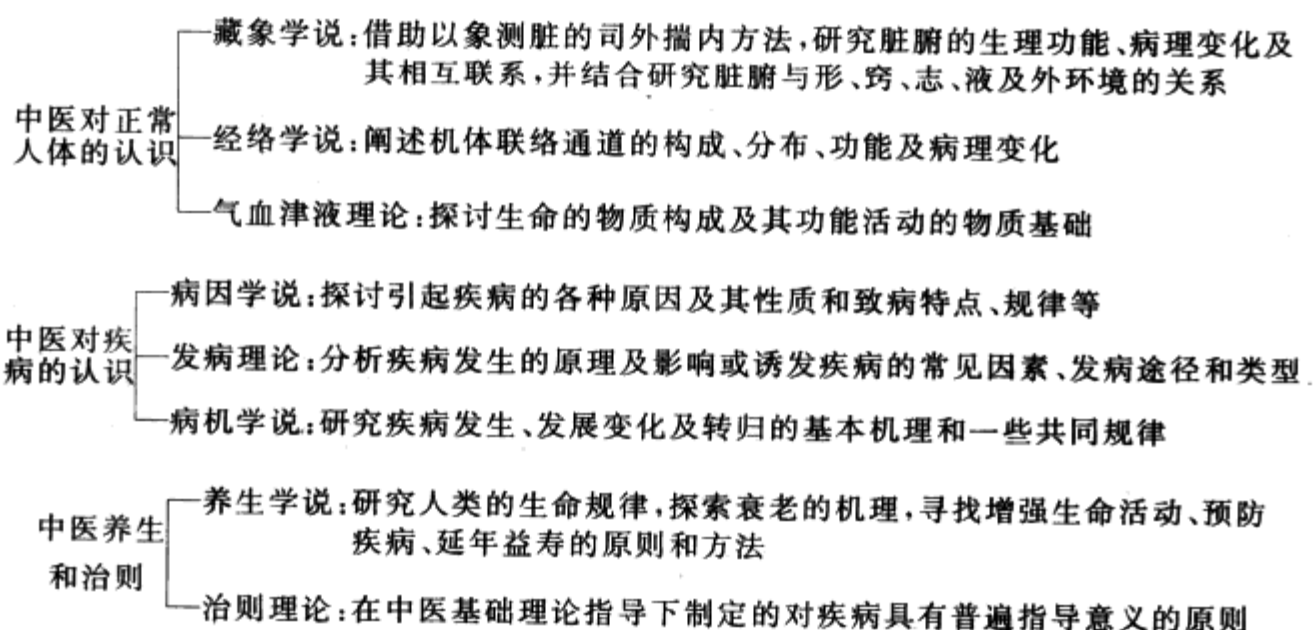 藏象学说:借助以象测脏的司外揣内方法,研究脏腑的生理功能、病理变化及
其相互联系,并结合研究脏腑与形、窍、志、液及外环境的关系
中医对正常
人体的认识
经络学说:阐述机体联络通道的构成、分布、功能及病理变化
气血津液理论:探讨生命的物质构成及其功能活动的物质基础
病因学说:探讨引起疾病的各种原因及其性质和致病特点、规律等
中医对疾
病的认识
发病理论:分析疾病发生的原理及影响或诱发疾病的常见因素、发病途径和类型
病机学说:研究疾病发生、发展变化及转归的基本机理和一些共同规律
养生学说:研究人类的生命规律,探索衰老的机理,寻找增强生命活动、预防
疾病、延年益寿的原则和方法
中医养生
和治则
治则理论:在中医基础理论指导下制定的对疾病具有普遍指导意义的原则